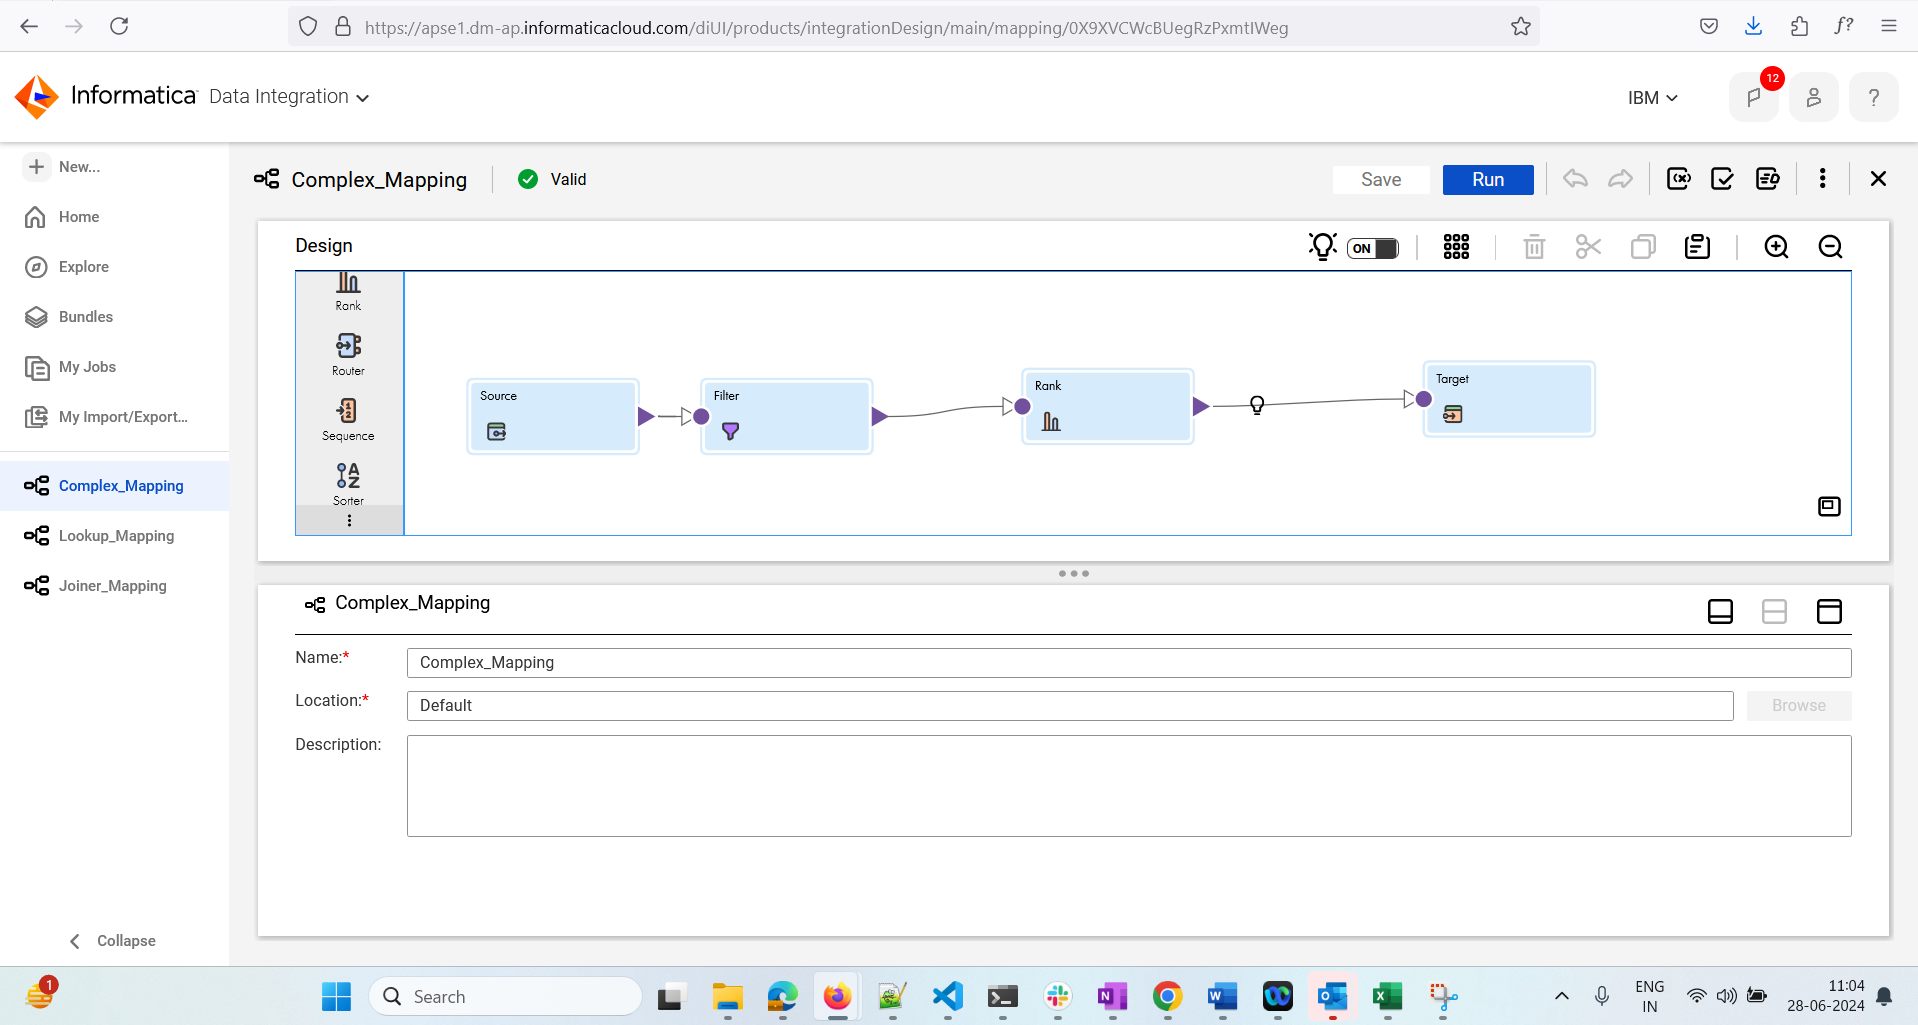 https://apse1.dm-ap.informaticacloud.com/diUI/products/integrationDesign/main/mapping/0X9XVCWcBUegRzPxmtIWeg
Informatica Data Integration
IBM
12
?
New...
Home
Explore
Bundles
My Jobs
My Import/Export...
Complex_Mapping
Lookup_Mapping
Joiner_Mapping
Collapse
Complex_Mapping
Valid
Save
Run
Design
ON
Rank
Router
Sequence
Sorter
Source
Filter
Rank
Target
Complex_Mapping
Name:*
Complex_Mapping
Location:*
Default
Browse
Description:
1
Search
ENG
IN
11:04
28-06-2024